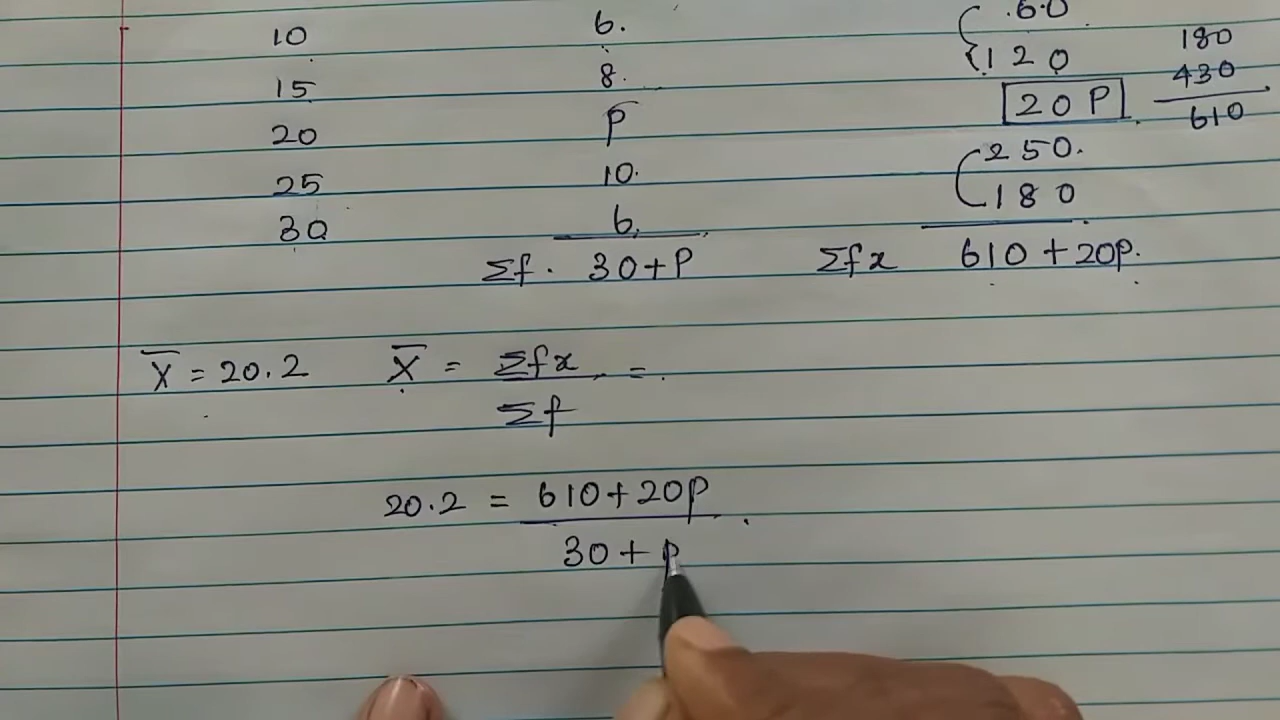 10 6. .60 180
15 8. 120 430
20 P 20P 610
25 10. 250.
30 6. 180
Σf. 30+P Σfx 610+20p.
X̄ = 20.2 X̄ = Σfx / Σf =.
20.2 = 610+20p / 30+p .